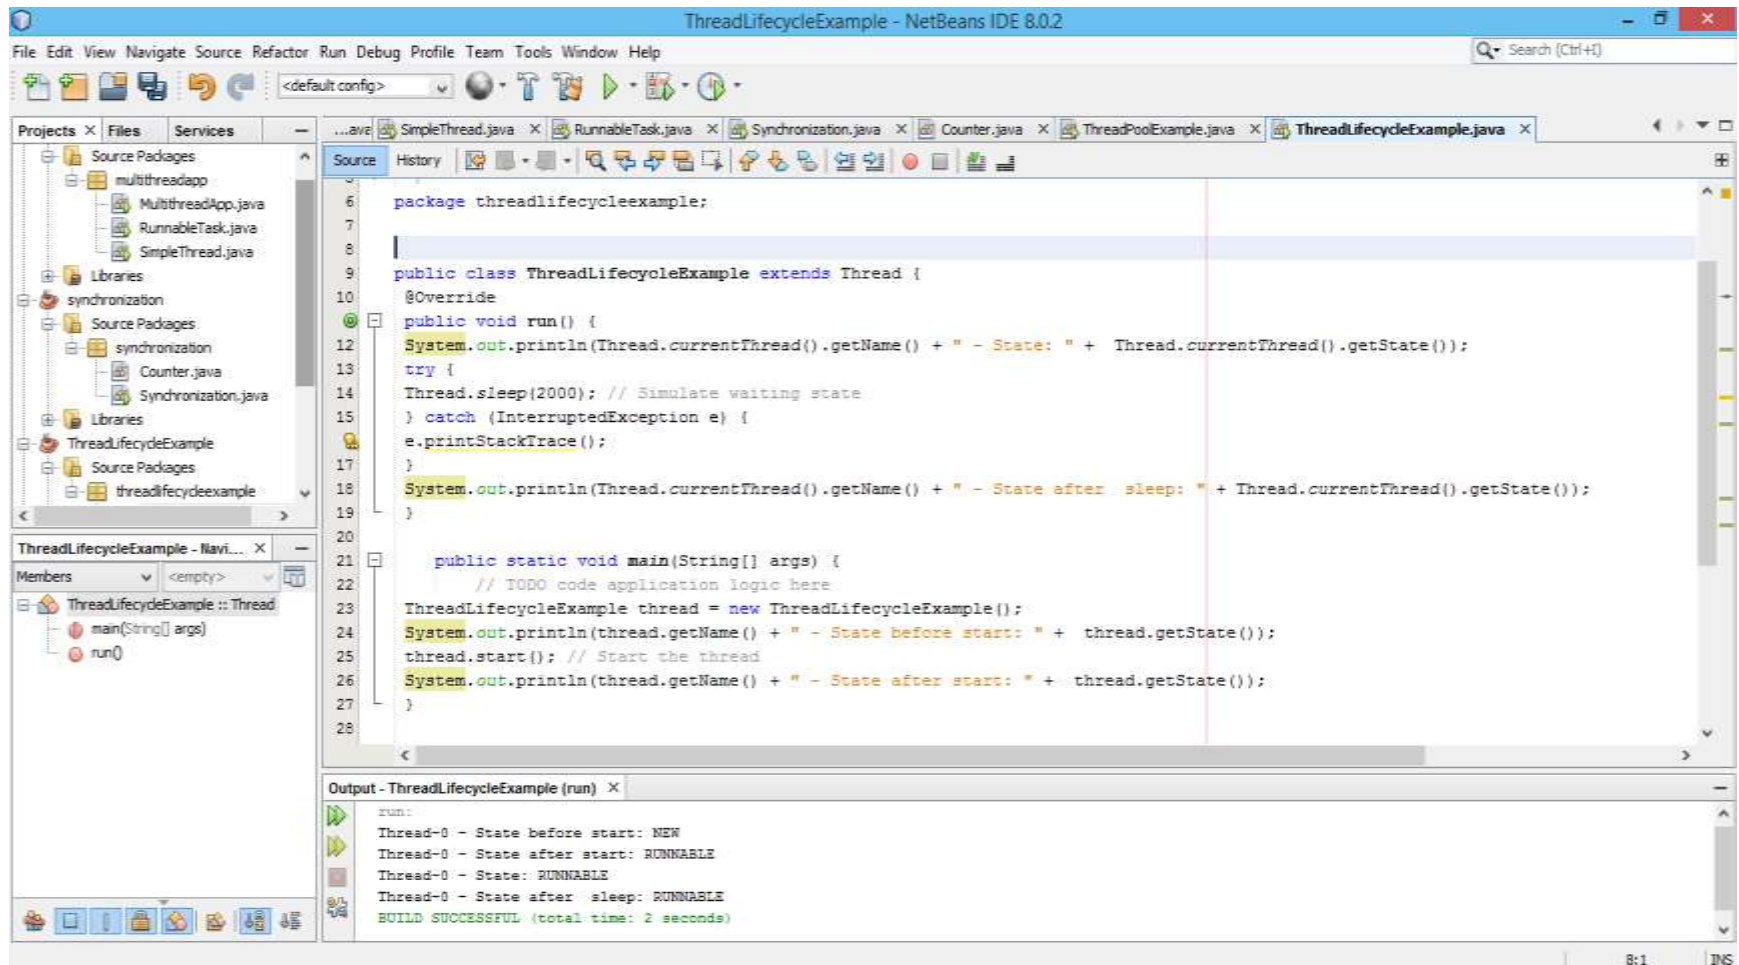 ThreadLifecycleExample - NetBeans IDE 8.0.2
File Edit View Navigate Source Refactor Run Debug Profile Team Tools Window Help
Search (Ctrl+I)
<default config>
Projects Files Services
Source Packages
multithreadapp
MultithreadApp.java
RunnableTask.java
SimpleThread.java
Libraries
synchronization
Source Packages
synchronization
Counter.java
Synchronization.java
Libraries
ThreadLifecycleExample
Source Packages
threadlifecycleexample
ThreadLifecycleExample - Navi...
Members <empty>
ThreadLifecycleExample :: Thread
main(String[] args)
run()
...ava SimpleThread.java RunnableTask.java Synchronization.java Counter.java ThreadPoolExample.java ThreadLifecycleExample.java
Source History
6 package threadlifecycleexample;
7
8
9 public class ThreadLifecycleExample extends Thread {
10 @Override
public void run() {
12 System.out.println(Thread.currentThread().getName() + " - State: " + Thread.currentThread().getState());
13 try {
14 Thread.sleep(2000); // Simulate waiting state
15 } catch (InterruptedException e) {
e.printStackTrace();
17 }
18 System.out.println(Thread.currentThread().getName() + " - State after  sleep: " + Thread.currentThread().getState());
19 }
20
21 public static void main(String[] args) {
22 // TODO code application logic here
23 ThreadLifecycleExample thread = new ThreadLifecycleExample();
24 System.out.println(thread.getName() + " - State before start: " + thread.getState());
25 thread.start(); // Start the thread
26 System.out.println(thread.getName() + " - State after start: " + thread.getState());
27 }
28
Output - ThreadLifecycleExample (run)
run:
Thread-0 - State before start: NEW
Thread-0 - State after start: RUNNABLE
Thread-0 - State: RUNNABLE
Thread-0 - State after  sleep: RUNNABLE
BUILD SUCCESSFUL (total time: 2 seconds)
8:1 INS